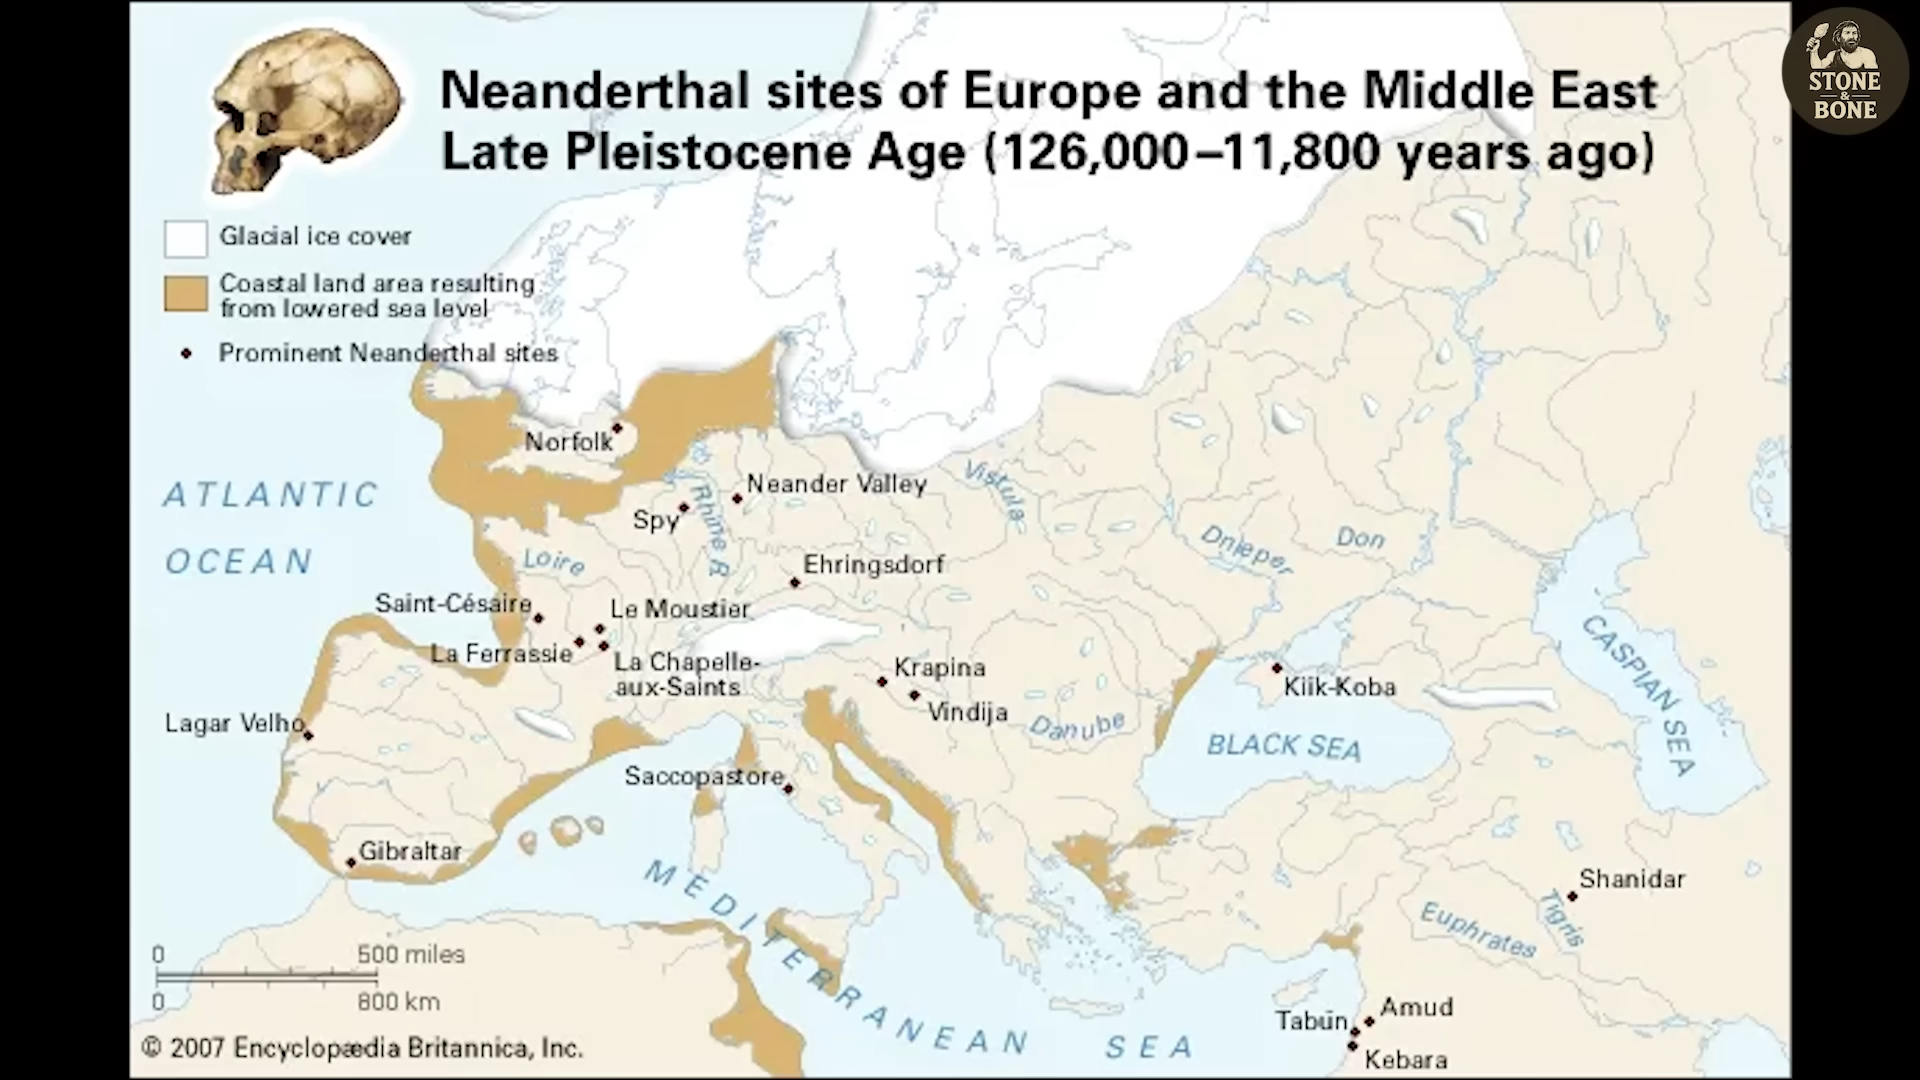 Neanderthal sites of Europe and the Middle East
Late Pleistocene Age (126,000–11,800 years ago)
STONE
&
BONE
Glacial ice cover
Coastal land area resulting
from lowered sea level
Prominent Neanderthal sites
Norfolk
ATLANTIC
OCEAN
Neander Valley
Spy
Rhine R.
Vistula
Dnieper
Don
Loire
Ehringsdorf
Saint-Césaire
Le Moustier
La Ferrassie
La Chapelle-
aux-Saints
Krapina
Vindija
Danube
Kiik-Koba
BLACK SEA
CASPIAN SEA
Lagar Velho
Saccopastore
Gibraltar
MEDITERRANEAN SEA
Shanidar
Tigris
Euphrates
Amud
Tabūn
Kebara
0 500 miles
0 800 km
© 2007 Encyclopædia Britannica, Inc.